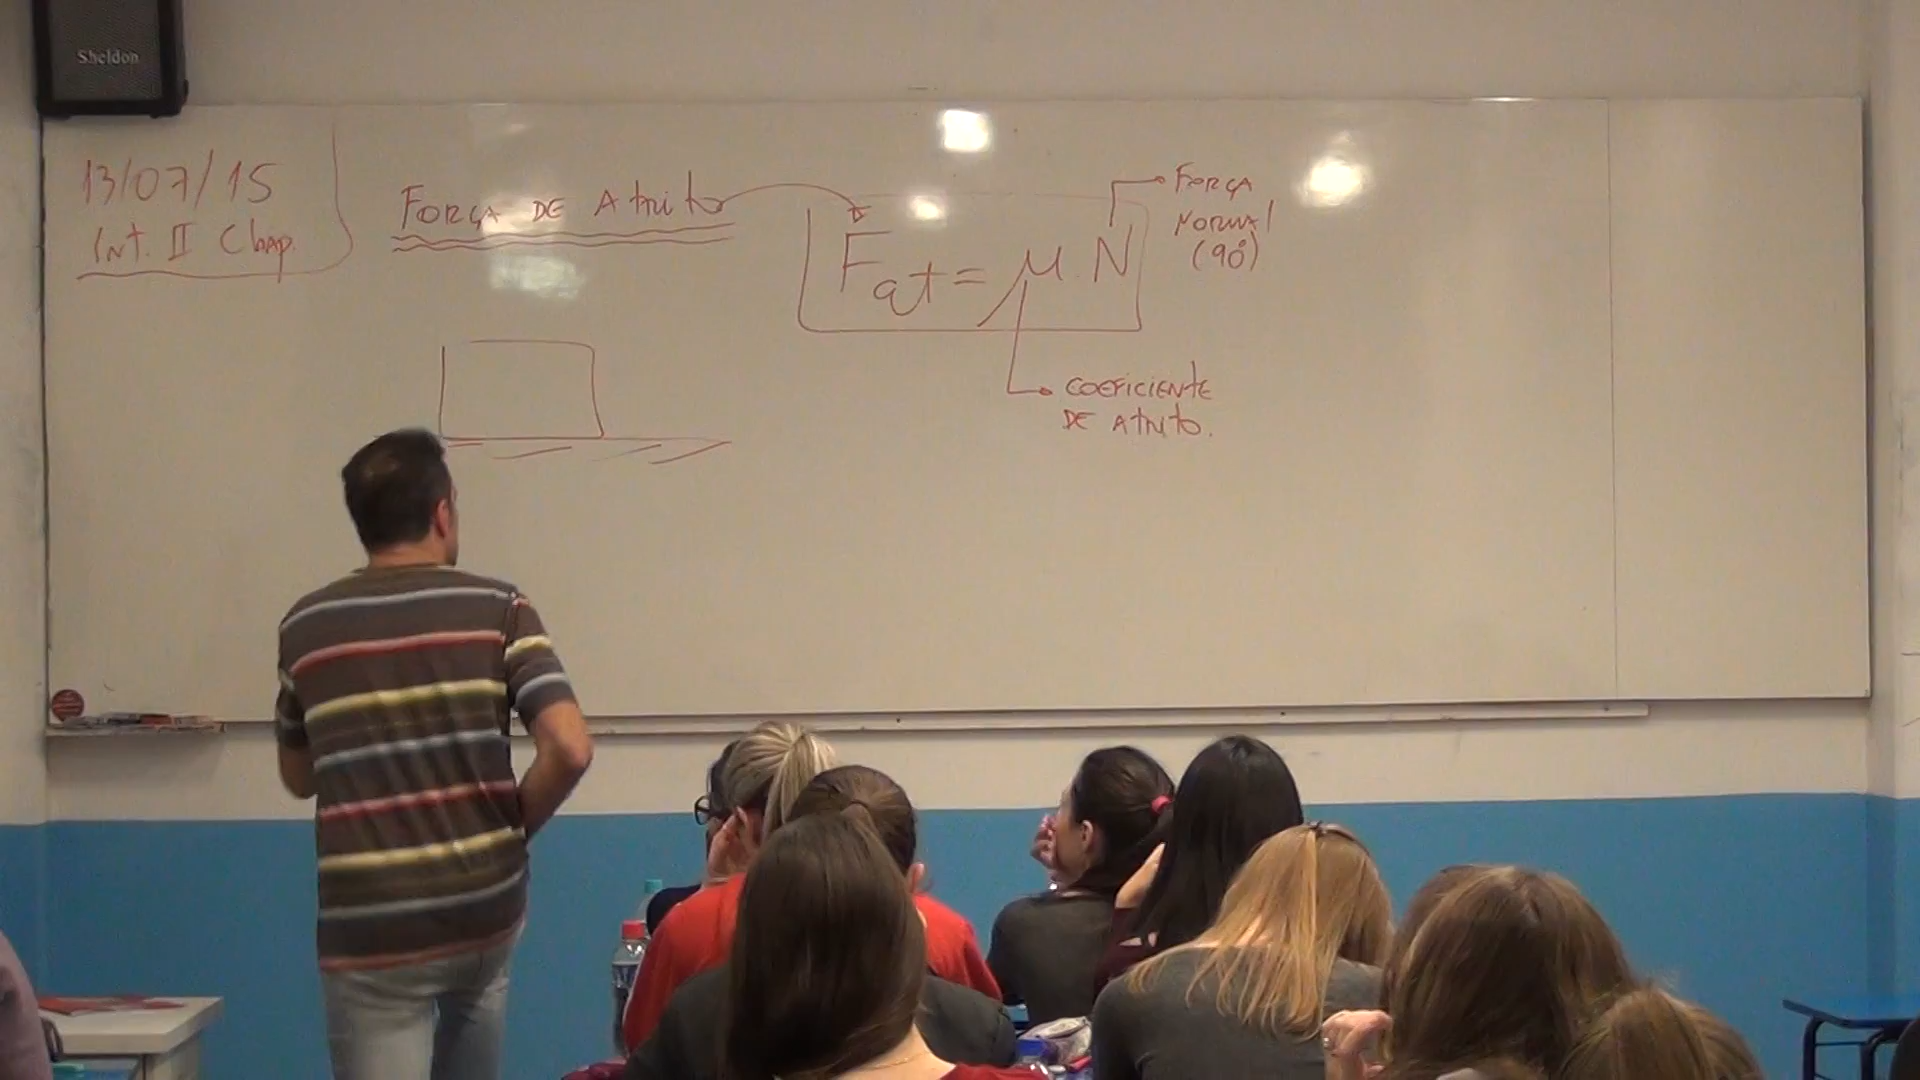 Sheldon
13/07/15
Int. II Chap.
FORÇA DE AtRito
Fat = μ.N
FORÇA
NORMAl
(90°)
COEFICIENtE
DE AtRIto.